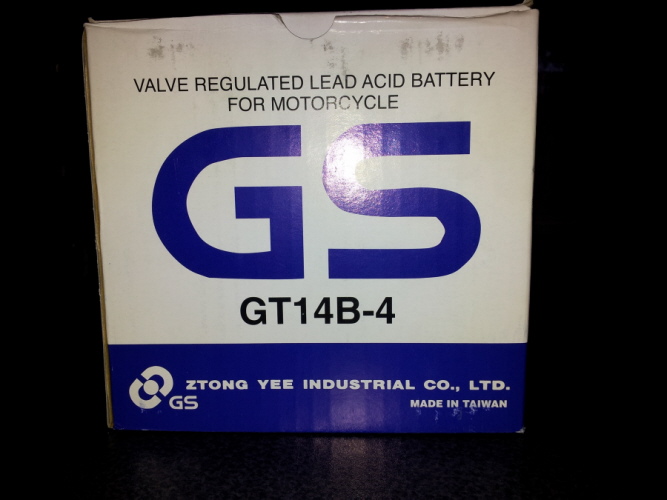 VALVE REGULATED LEAD ACID BATTERY
FOR MOTORCYCLE
GS
GT14B-4
ZTONG YEE INDUSTRIAL CO., LTD.
GS
MADE IN TAIWAN